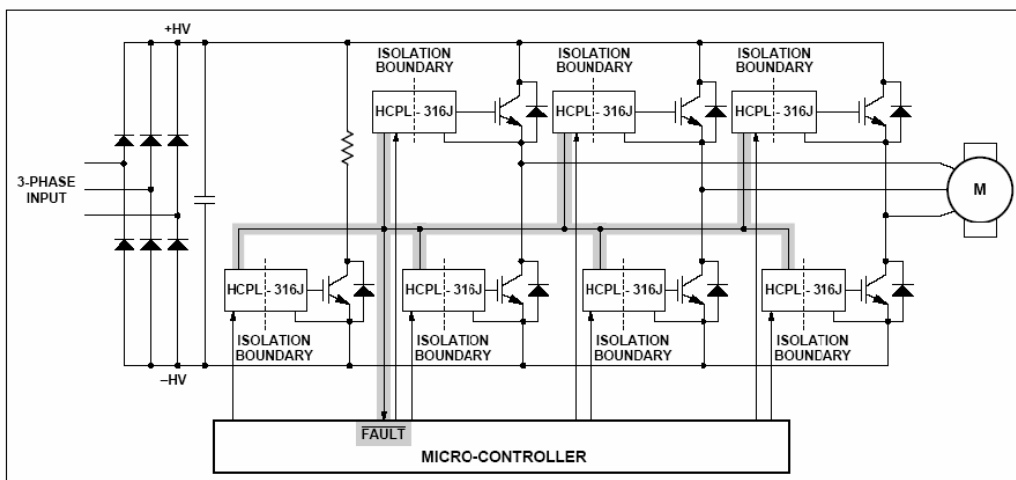 +HV
ISOLATION
BOUNDARY
ISOLATION
BOUNDARY
ISOLATION
BOUNDARY
HCPL - 316J
HCPL - 316J
HCPL - 316J
3-PHASE
INPUT
M
HCPL - 316J
HCPL - 316J
HCPL - 316J
HCPL - 316J
ISOLATION
BOUNDARY
ISOLATION
BOUNDARY
ISOLATION
BOUNDARY
ISOLATION
BOUNDARY
–HV
FAULT
MICRO-CONTROLLER